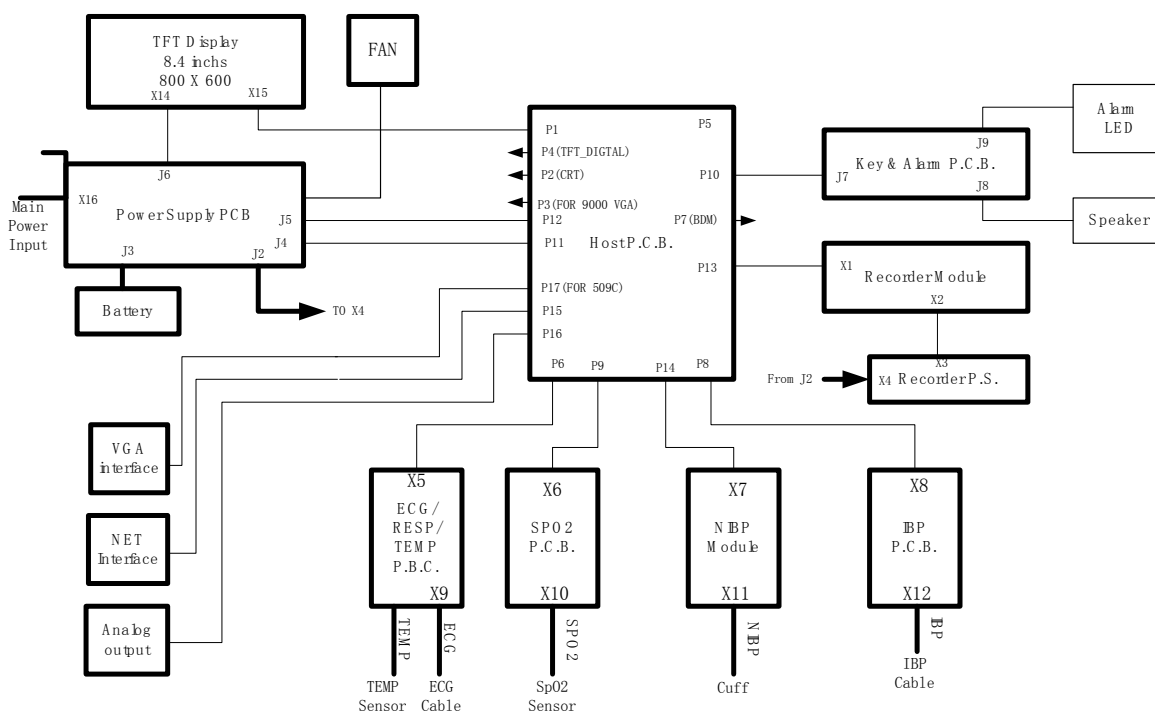 TFT Display
8.4 inchs
800 X 600
X14
X15
FAN
Alarm
LED
P1
P5
P4(TFT_DIGTAL)
P2(CRT)
P3(FOR 9000 VGA)
P12
P11
P10
P7(BDM)
Host P.C.B.
P13
P17(FOR 509C)
P15
P16
P6
P9
P14
P8
J9
Key & Alarm P.C.B.
J7
J8
Speaker
J6
X16
Power Supply PCB
J5
J4
J3
J2
Main
Power
Input
Battery
TO X4
X1
Recorder Module
X2
From J2
X3
X4
Recorder P.S.
VGA
interface
NET
Interface
Analog
output
X5
ECG/
RESP/
TEMP
P.B.C.
X9
X6
SPO2
P.C.B.
X10
X7
NIBP
Module
X11
X8
IBP
P.C.B.
X12
TEMP
ECG
SPO2
NIBP
IBP
TEMP
Sensor
ECG
Cable
SpO2
Sensor
Cuff
IBP
Cable